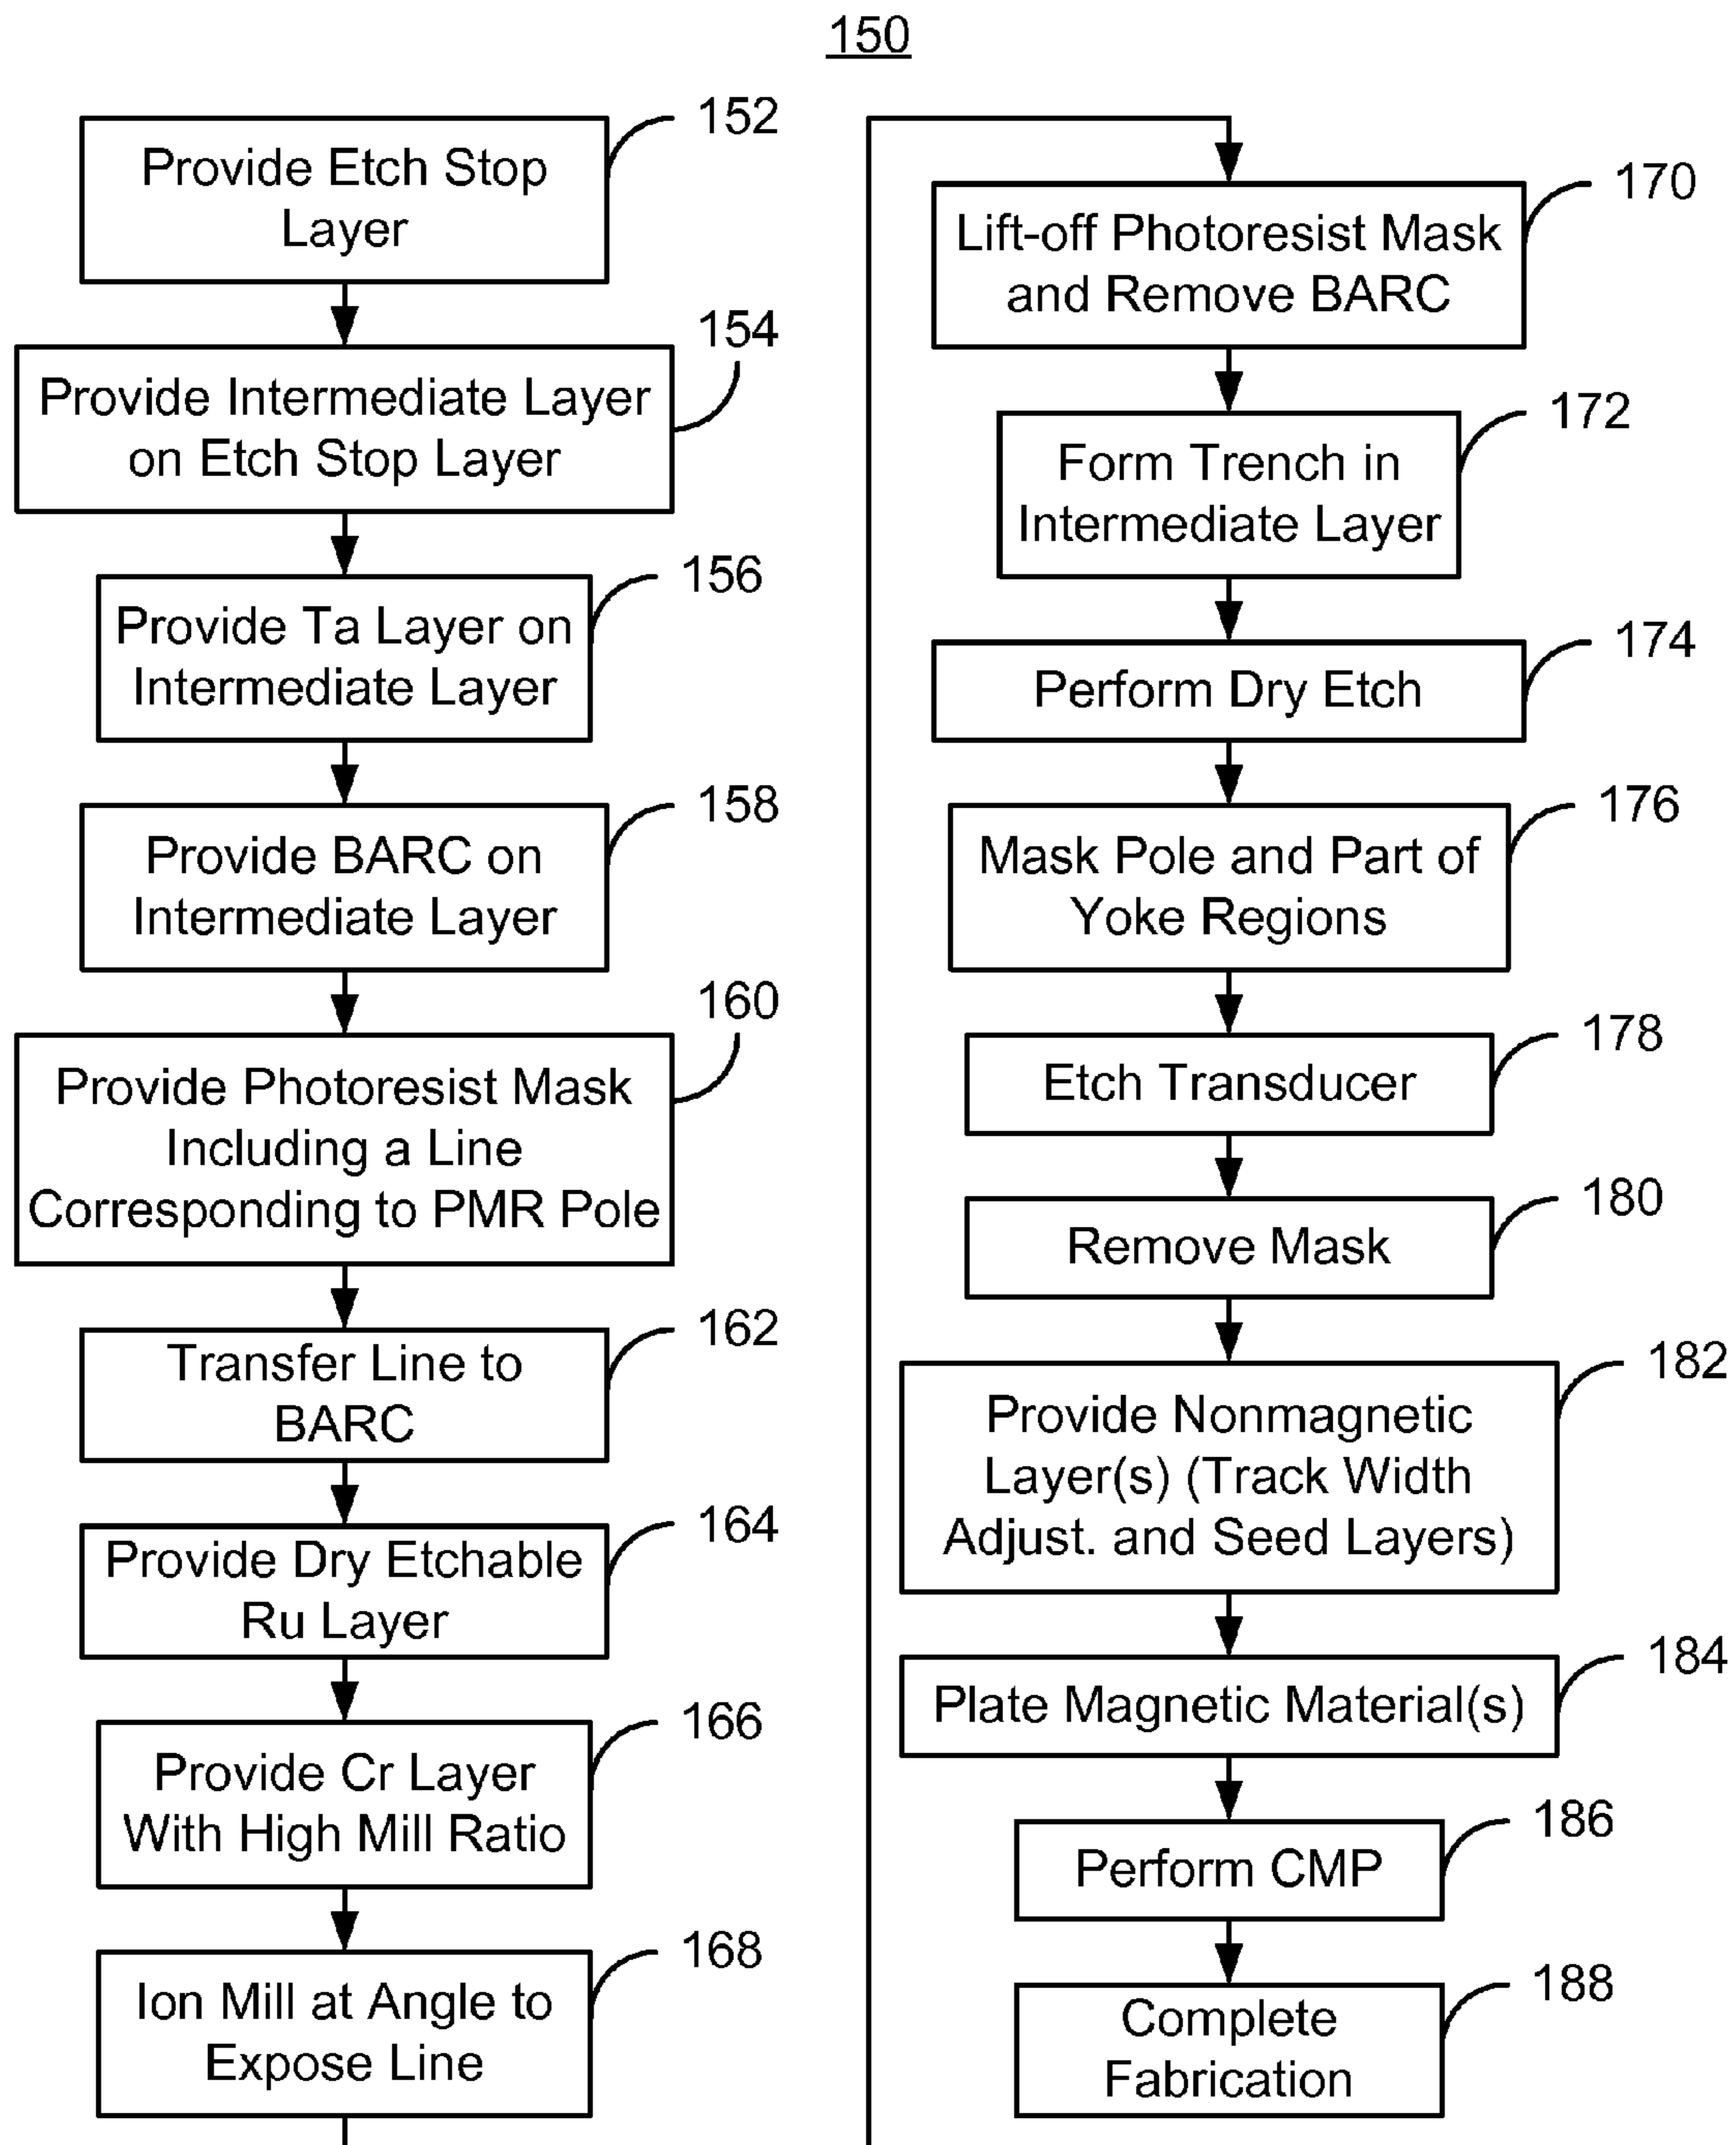 150
152
Provide Etch Stop
Layer
154
Provide Intermediate Layer
on Etch Stop Layer
156
Provide Ta Layer on
Intermediate Layer
158
Provide BARC on
Intermediate Layer
160
Provide Photoresist Mask
Including a Line
Corresponding to PMR Pole
162
Transfer Line to
BARC
164
Provide Dry Etchable
Ru Layer
166
Provide Cr Layer
With High Mill Ratio
168
Ion Mill at Angle to
Expose Line
170
Lift-off Photoresist Mask
and Remove BARC
172
Form Trench in
Intermediate Layer
174
Perform Dry Etch
176
Mask Pole and Part of
Yoke Regions
178
Etch Transducer
180
Remove Mask
182
Provide Nonmagnetic
Layer(s) (Track Width
Adjust. and Seed Layers)
184
Plate Magnetic Material(s)
186
Perform CMP
188
Complete
Fabrication